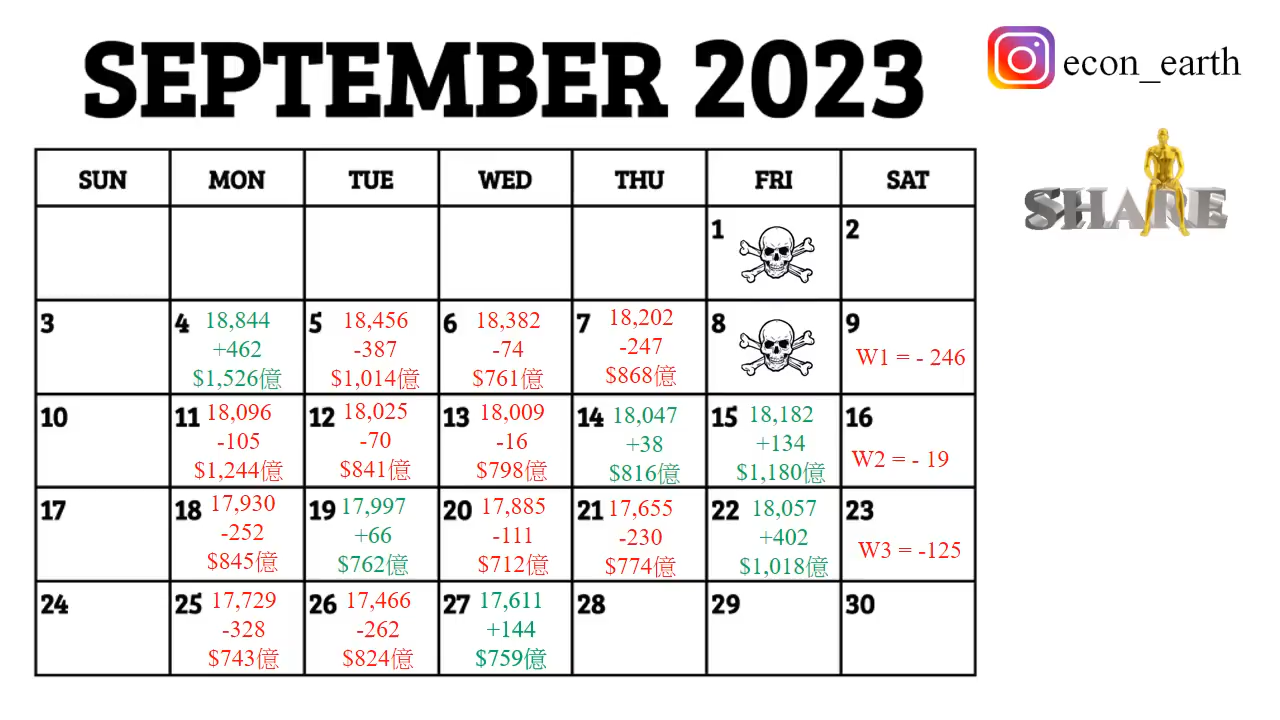 SEPTEMBER 2023
econ_earth
SHARE
SUN MON TUE WED THU FRI SAT
1
2
3
4 18,844
+462
$1,526億
5 18,456
-387
$1,014億
6 18,382
-74
$761億
7 18,202
-247
$868億
8
9
W1 = - 246
10
11 18,096
-105
$1,244億
12 18,025
-70
$841億
13 18,009
-16
$798億
14 18,047
+38
$816億
15 18,182
+134
$1,180億
16
W2 = - 19
17
18 17,930
-252
$845億
19 17,997
+66
$762億
20 17,885
-111
$712億
21 17,655
-230
$774億
22 18,057
+402
$1,018億
23
W3 = -125
24
25 17,729
-328
$743億
26 17,466
-262
$824億
27 17,611
+144
$759億
28
29
30